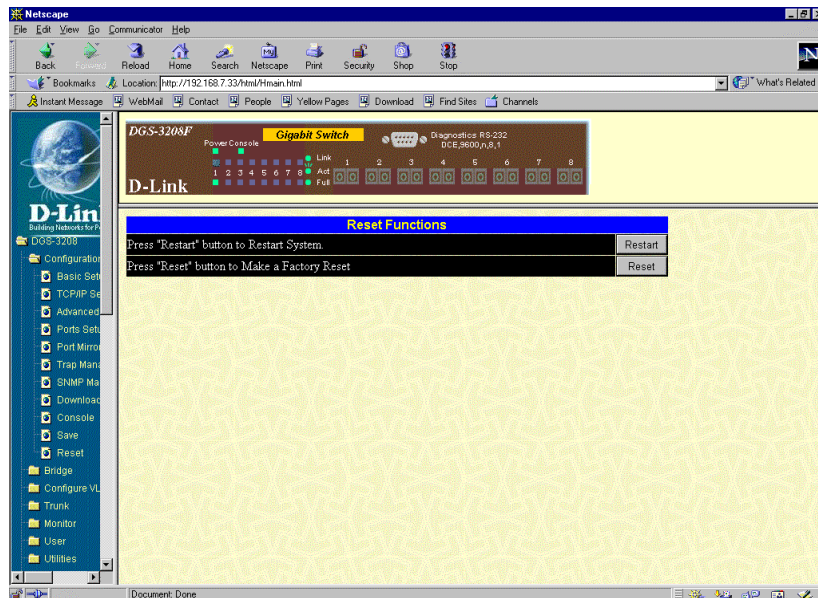 Netscape
File Edit View Go Communicator Help
Back Forward Reload Home Search Netscape Print Security Shop Stop
Bookmarks Location: http://192.168.7.33/html/Hmain.html What's Related
Instant Message WebMail Contact People Yellow Pages Download Find Sites Channels
DGS-3208F
Gigabit Switch
Power Console
Diagnostics RS-232
DCE,9600,n,8,1
Link
Act
Full
1 2 3 4 5 6 7 8
1 2 3 4 5 6 7 8
D-Link
D-Lin
Building Networks for P
DGS-3208
Configuration
Basic Set
TCP/IP Se
Advanced
Ports Setu
Port Mirro
Trap Mana
SNMP Ma
Download
Console
Save
Reset
Bridge
Configure VL
Trunk
Monitor
User
Utilities
Reset Functions
Press "Restart" button to Restart System.
Restart
Press "Reset" button to Make a Factory Reset
Reset
Document: Done